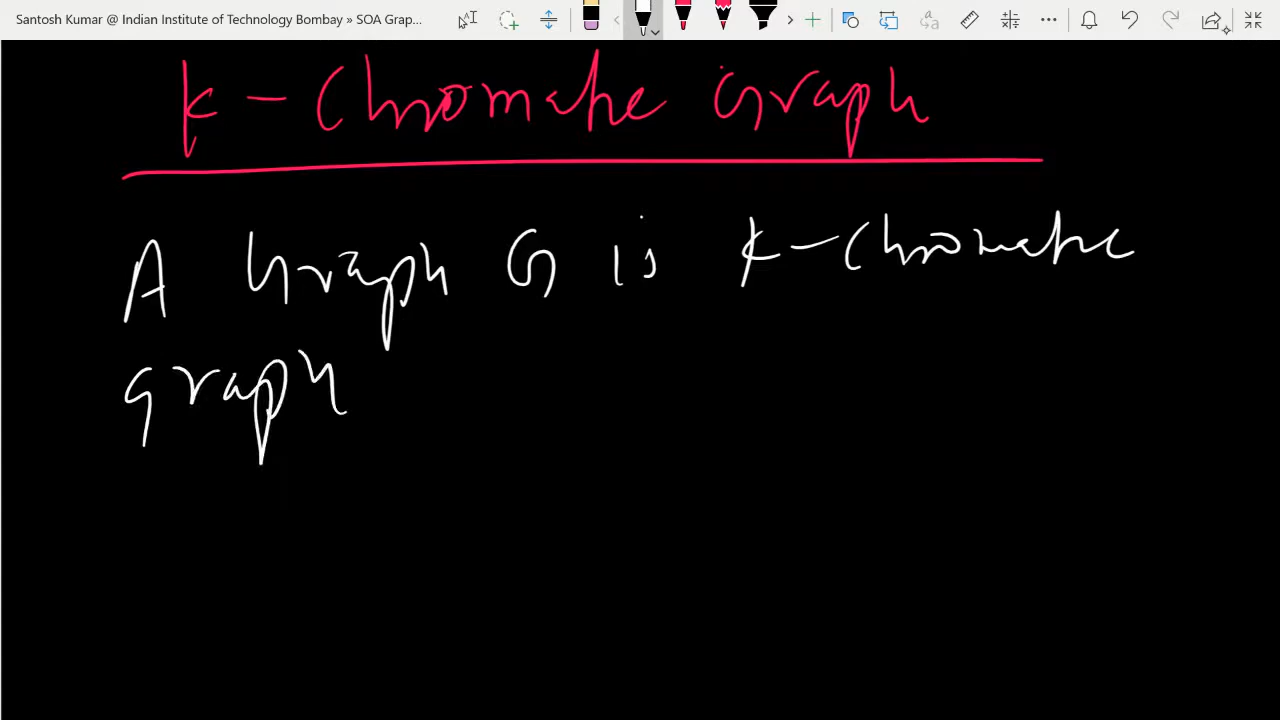 Santosh Kumar @ Indian Institute of Technology Bombay » SOA Grap...
K-Chromatic Graph
A Graph G is K-Chromatic
graph